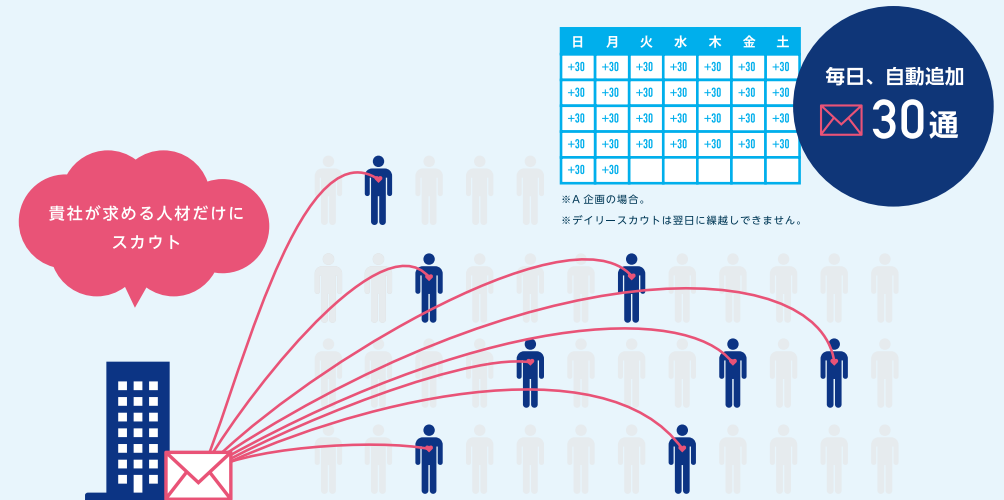 日 月 火 水 木 金 土
+30 +30 +30 +30 +30 +30 +30
+30 +30 +30 +30 +30 +30 +30
+30 +30 +30 +30 +30 +30 +30
+30 +30 +30 +30 +30 +30 +30
+30 +30
毎日、自動追加
30通
※A 企画の場合。
※デイリースカウトは翌日に繰越しできません。
貴社が求める人材だけに
スカウト